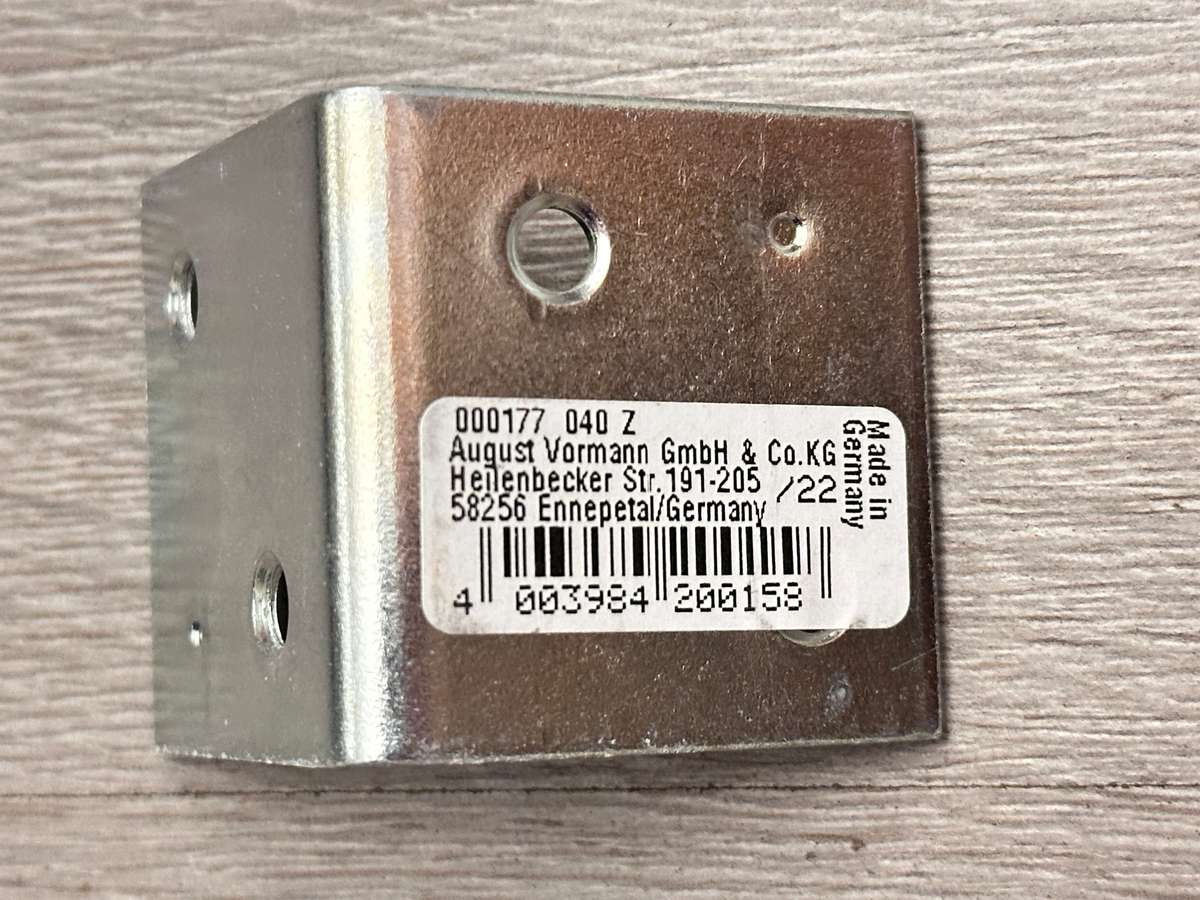 000177 040 Z
August Vormann GmbH & Co.KG
Heilenbecker Str.191-205
58256 Ennepetal/Germany
/22
Made in
Germany
4 003984 200158